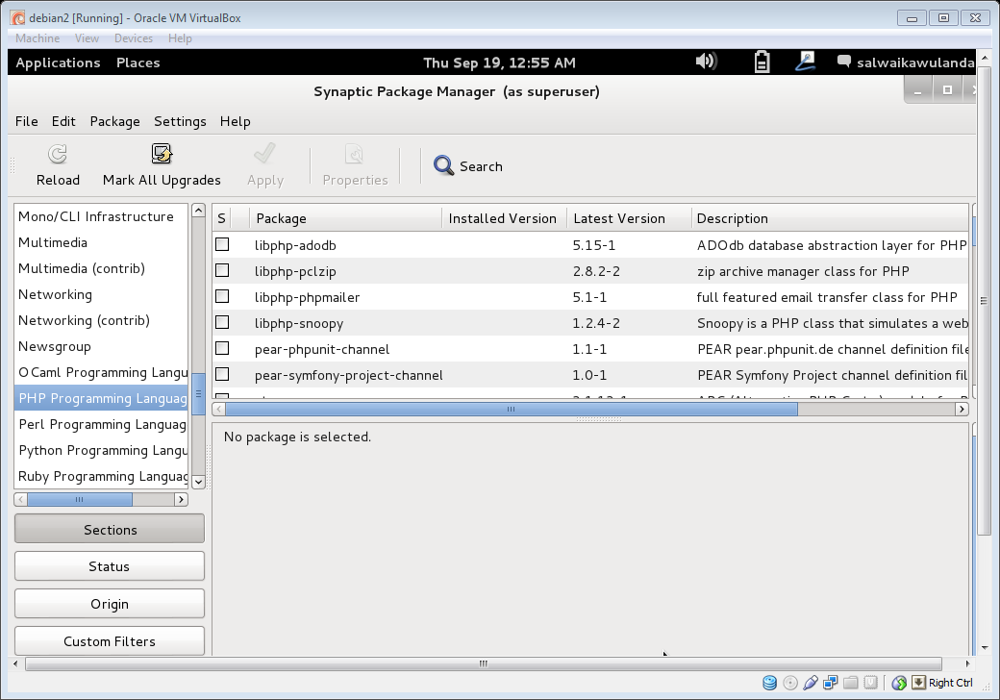 debian2 [Running] - Oracle VM VirtualBox
Machine View Devices Help
Applications Places Thu Sep 19, 12:55 AM salwaikawulanda
Synaptic Package Manager (as superuser)
File Edit Package Settings Help
Reload Mark All Upgrades Apply Properties Search
Mono/CLI Infrastructure
Multimedia
Multimedia (contrib)
Networking
Networking (contrib)
Newsgroup
OCaml Programming Langu
PHP Programming Languag
Perl Programming Languag
Python Programming Langu
Ruby Programming Languag
Sections
Status
Origin
Custom Filters
S Package Installed Version Latest Version Description
libphp-adodb 5.15-1 ADOdb database abstraction layer for PHP
libphp-pclzip 2.8.2-2 zip archive manager class for PHP
libphp-phpmailer 5.1-1 full featured email transfer class for PHP
libphp-snoopy 1.2.4-2 Snoopy is a PHP class that simulates a web
pear-phpunit-channel 1.1-1 PEAR pear.phpunit.de channel definition file
pear-symfony-project-channel 1.0-1 PEAR Symfony Project channel definition fil
No package is selected.
Right Ctrl